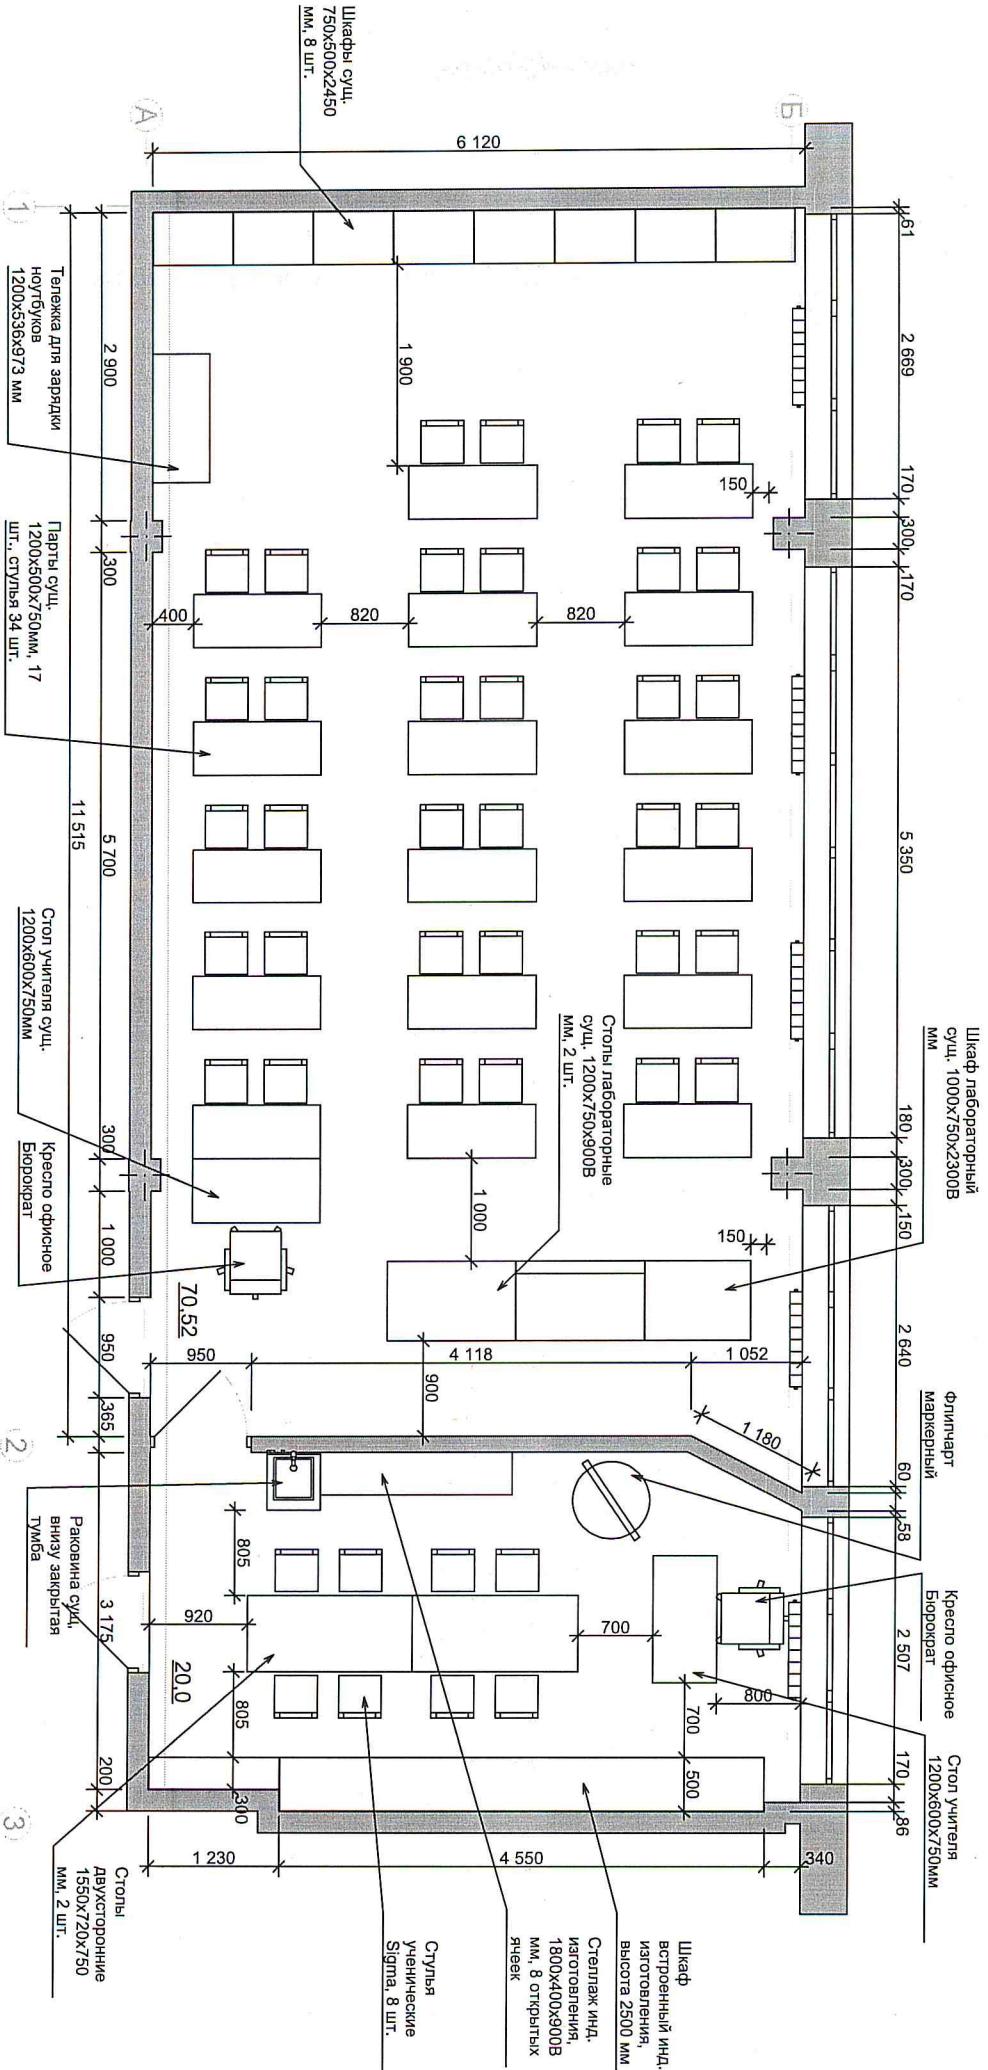 Шкафы сущ.
750х500х2450
мм, 8 шт.
А
Б
6 120
1
61
2 669
170
300
170
5 350
180
300
150
2 640
60
58
2 507
170
86
Тележка для зарядки
ноутбуков
1200х536х973 мм
2 900
300
1 900
150
Парты сущ.
1200х500х750мм, 17
шт., стулья 34 шт.
400
820
820
11 515
5 700
Стол учителя сущ.
1200х600х750мм
Столы лабораторные
сущ. 1200х750х900В
мм, 2 шт.
Шкаф лабораторный
сущ. 1000х750х2300В
мм
300
1 000
150
1 000
Кресло офисное
Бюрократ
70,52
950
950
4 118
1 052
900
365
2
1 180
Флипчарт
маркерный
Раковина сущ,
внизу закрытая
тумба
805
920
700
3 175
20,0
805
800
700
500
Кресло офисное
Бюрократ
Стол учителя
1200х600х750мм
200
300
3
1 230
4 550
340
Столы
двухсторонние
1550х720х750
мм, 2 шт.
Стулья
ученические
Sigma, 8 шт.
Стеллаж инд.
изготовления,
1800х400х900В
мм, 8 открытых
ячеек
Шкаф
встроенный инд.
изготовления,
высота 2500 мм